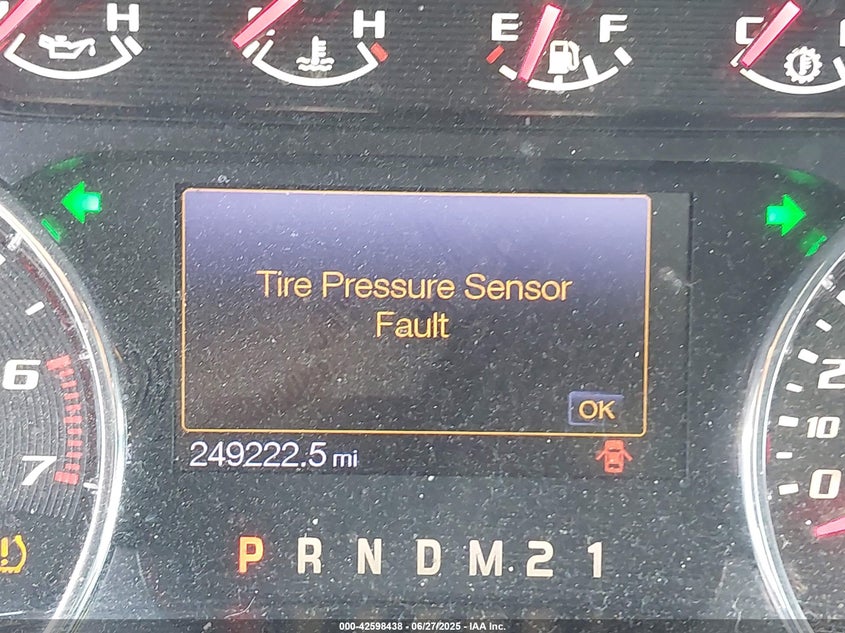 H H E F C
Tire Pressure Sensor
Fault
OK
6
7
2
10
0
249222.5 mi
P R N D M 2 1
000-42598438 - 06/27/2025 - IAA Inc.